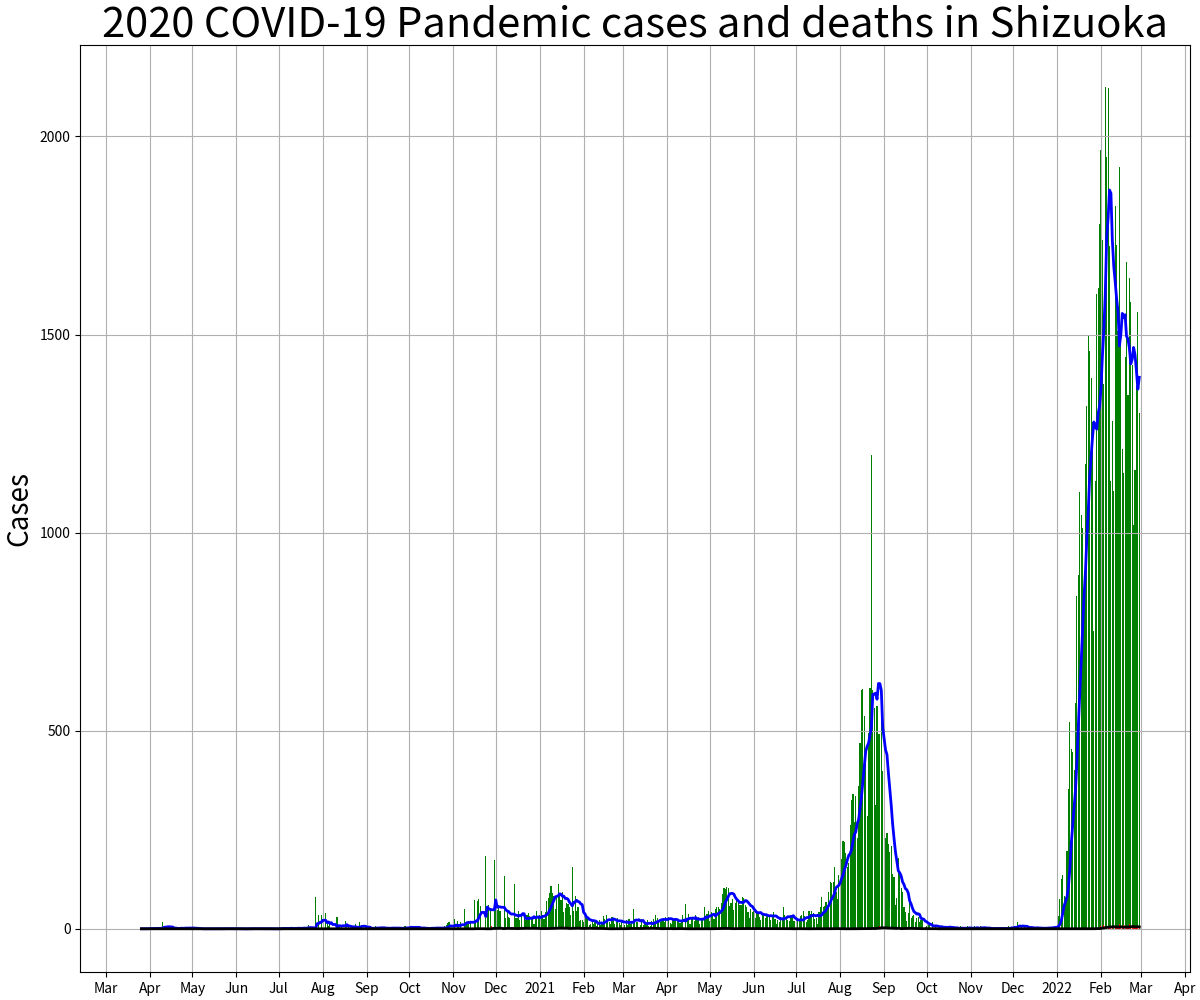 2020 COVID-19 Pandemic cases and deaths in Shizuoka
Cases
2000
1500
1000
500
0
Mar Apr May Jun Jul Aug Sep Oct Nov Dec 2021 Feb Mar Apr May Jun Jul Aug Sep Oct Nov Dec 2022 Feb Mar Apr